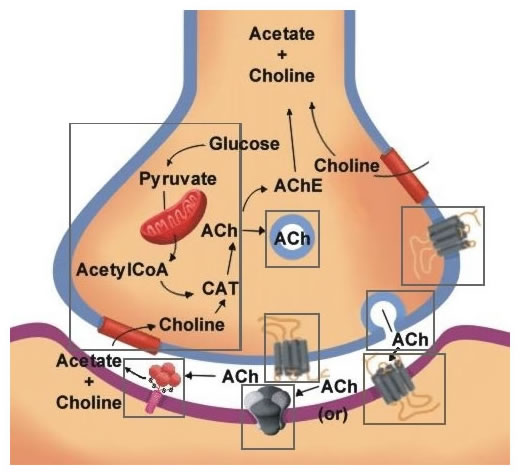 Acetate
+
Choline
Glucose
Choline
Pyruvate
AChE
ACh
ACh
AcetylCoA
CAT
Choline
ACh
Acetate
+
Choline
ACh
ACh
(or)